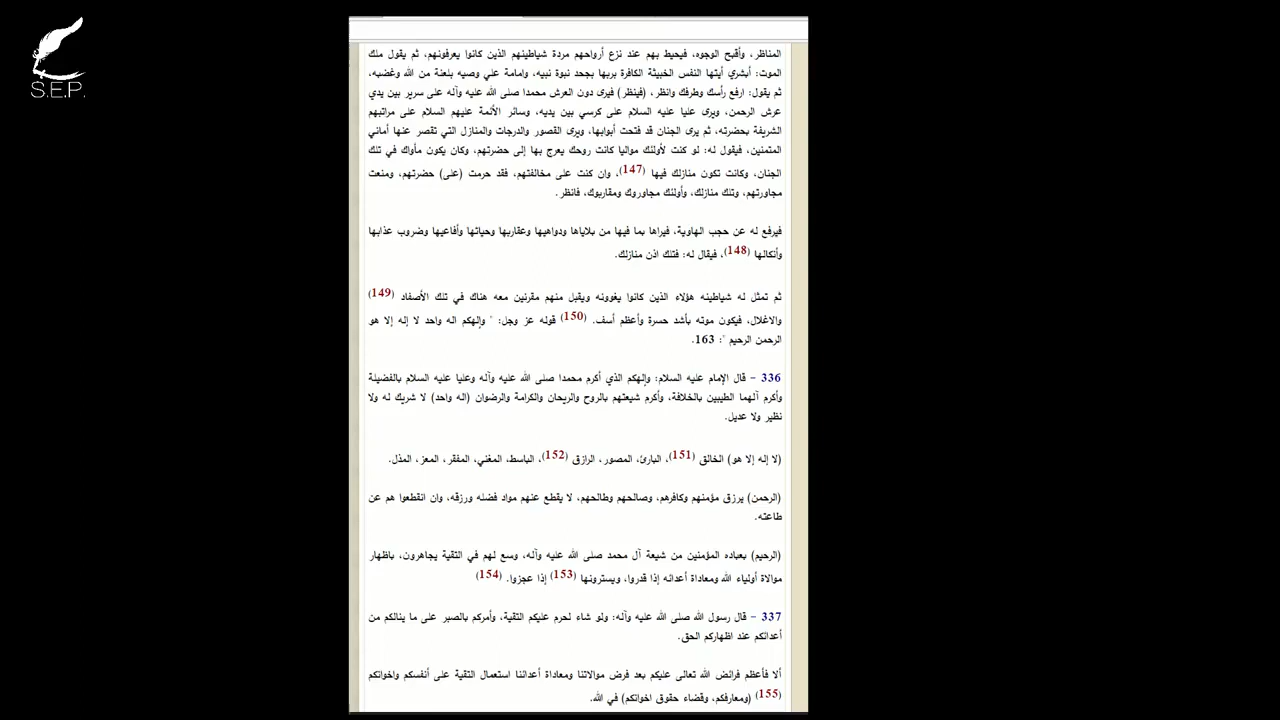 S.E.P.
المناظر، وأقبح الوجوه، فيحيط بهم عند نزع أرواحهم مردة شياطينهم الذين كانوا يعرفونهم، ثم يقول ملك
الموت: أبشري أيتها النفس الخبيثة الكافرة بربها بجحد نبوة نبيه، وامامة علي وصيه بلعنة من الله وغضبه،
ثم يقول: ارفع رأسك وطرفك وانظر، (فينظر) فيرى دون العرش محمدا صلى الله عليه وآله على سرير بين يدي
عرش الرحمن، ويرى عليا عليه السلام على كرسي بين يديه، وسائر الأئمة عليهم السلام على مراتبهم
الشريفة بحضرته، ثم يرى الجنان قد فتحت أبوابها، ويرى القصور والدرجات والمنازل التي تقصر عنها أماني
المتمنين، فيقول له: لو كنت لأولئك مواليا كانت روحك يعرج بها إلى حضرتهم، وكان يكون مأواك في تلك
الجنان، وكانت تكون منازلك فيها (147)، وان كنت على مخالفتهم، فقد حرمت (على) حضرتهم، ومنعت
مجاورتهم، وتلك منازلك، وأولئك مجاوروك ومقاربوك، فانظر.
فيرفع له عن حجب الهاوية، فيراها بما فيها من بلاياها ودواهيها وعقاربها وحياتها وأفاعيها وضروب عذابها
وأنكالها (148)، فيقال له: فتلك اذن منازلك.
ثم تمثل له شياطينه هؤلاء الذين كانوا يغوونه ويقبل منهم مقرنين معه هناك في تلك الأصفاد (149)
والاغلال، فيكون موته بأشد حسرة وأعظم أسف. (150) قوله عز وجل: " وإلهكم اله واحد لا إله إلا هو
الرحمن الرحيم ": 163.
336 - قال الإمام عليه السلام: وإلهكم الذي أكرم محمدا صلى الله عليه وآله وعليا عليه السلام بالفضيلة
وأكرم آلهما الطيبين بالخلافة، وأكرم شيعتهم بالروح والريحان والكرامة والرضوان (اله واحد) لا شريك له ولا
نظير ولا عديل.
(لا إله إلا هو) الخالق (151)، البارئ، المصور، الرازق (152)، الباسط، المغني، المفقر، المعز، المذل.
(الرحمن) يرزق مؤمنهم وكافرهم، وصالحهم وطالحهم، لا يقطع عنهم مواد فضله ورزقه، وان انقطعوا هم عن
طاعته.
(الرحيم) بعباده المؤمنين من شيعة آل محمد صلى الله عليه وآله، وسع لهم في التقية يجاهرون، باظهار
موالاة أولياء الله ومعاداة أعدائه إذا قدروا، ويسترونها (153) إذا عجزوا. (154)
337 - قال رسول الله صلى الله عليه وآله: ولو شاء لحرم عليكم التقية، وأمركم بالصبر على ما ينالكم من
أعدائكم عند اظهاركم الحق.
ألا فأعظم فرائض الله تعالى عليكم بعد فرض موالاتنا ومعاداة أعدائنا استعمال التقية على أنفسكم واخوانكم
(155) (ومعارفكم، وقضاء حقوق اخوانكم) في الله.